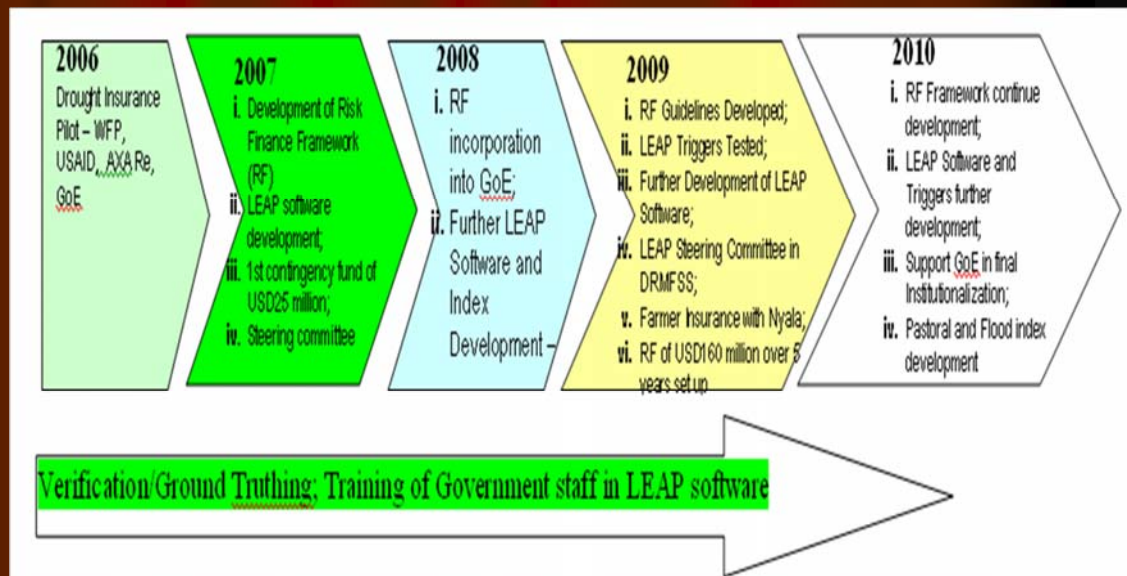 2006
Drought Insurance
Pilot – WFP,
USAID, AXA Re,
GoE
2007
i. Development of Risk
Finance Framework
(RF)
ii. LEAP software
development;
iii. 1st contingency fund of
USD25 million;
iv. Steering committee
2008
i. RF
incorporation
into GoE;
ii. Further LEAP
Software and
Index
Development –
2009
i. RF Guidelines Developed;
ii. LEAP Triggers Tested;
iii. Further Development of LEAP
Software;
iv. LEAP Steering Committee in
DRMFSS;
v. Farmer Insurance with Nyala;
vi. RF of USD160 million over 5
years set up
2010
i. RF Framework continue
development;
ii. LEAP Software and
Triggers further
development;
iii. Support GoE in final
Institutionalization;
iv. Pastoral and Flood index
development
Verification/Ground Truthing; Training of Government staff in LEAP software